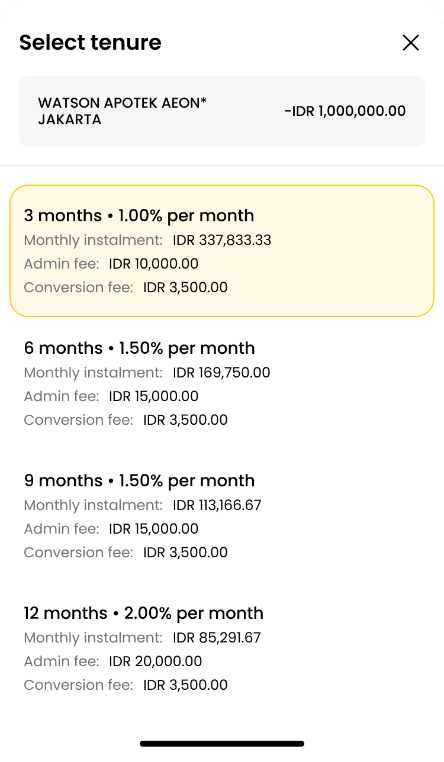 Select tenure
WATSON APOTEK AEON*
JAKARTA
-IDR 1,000,000.00
3 months • 1.00% per month
Monthly instalment: IDR 337,833.33
Admin fee: IDR 10,000.00
Conversion fee: IDR 3,500.00
6 months • 1.50% per month
Monthly instalment: IDR 169,750.00
Admin fee: IDR 15,000.00
Conversion fee: IDR 3,500.00
9 months • 1.50% per month
Monthly instalment: IDR 113,166.67
Admin fee: IDR 15,000.00
Conversion fee: IDR 3,500.00
12 months • 2.00% per month
Monthly instalment: IDR 85,291.67
Admin fee: IDR 20,000.00
Conversion fee: IDR 3,500.00